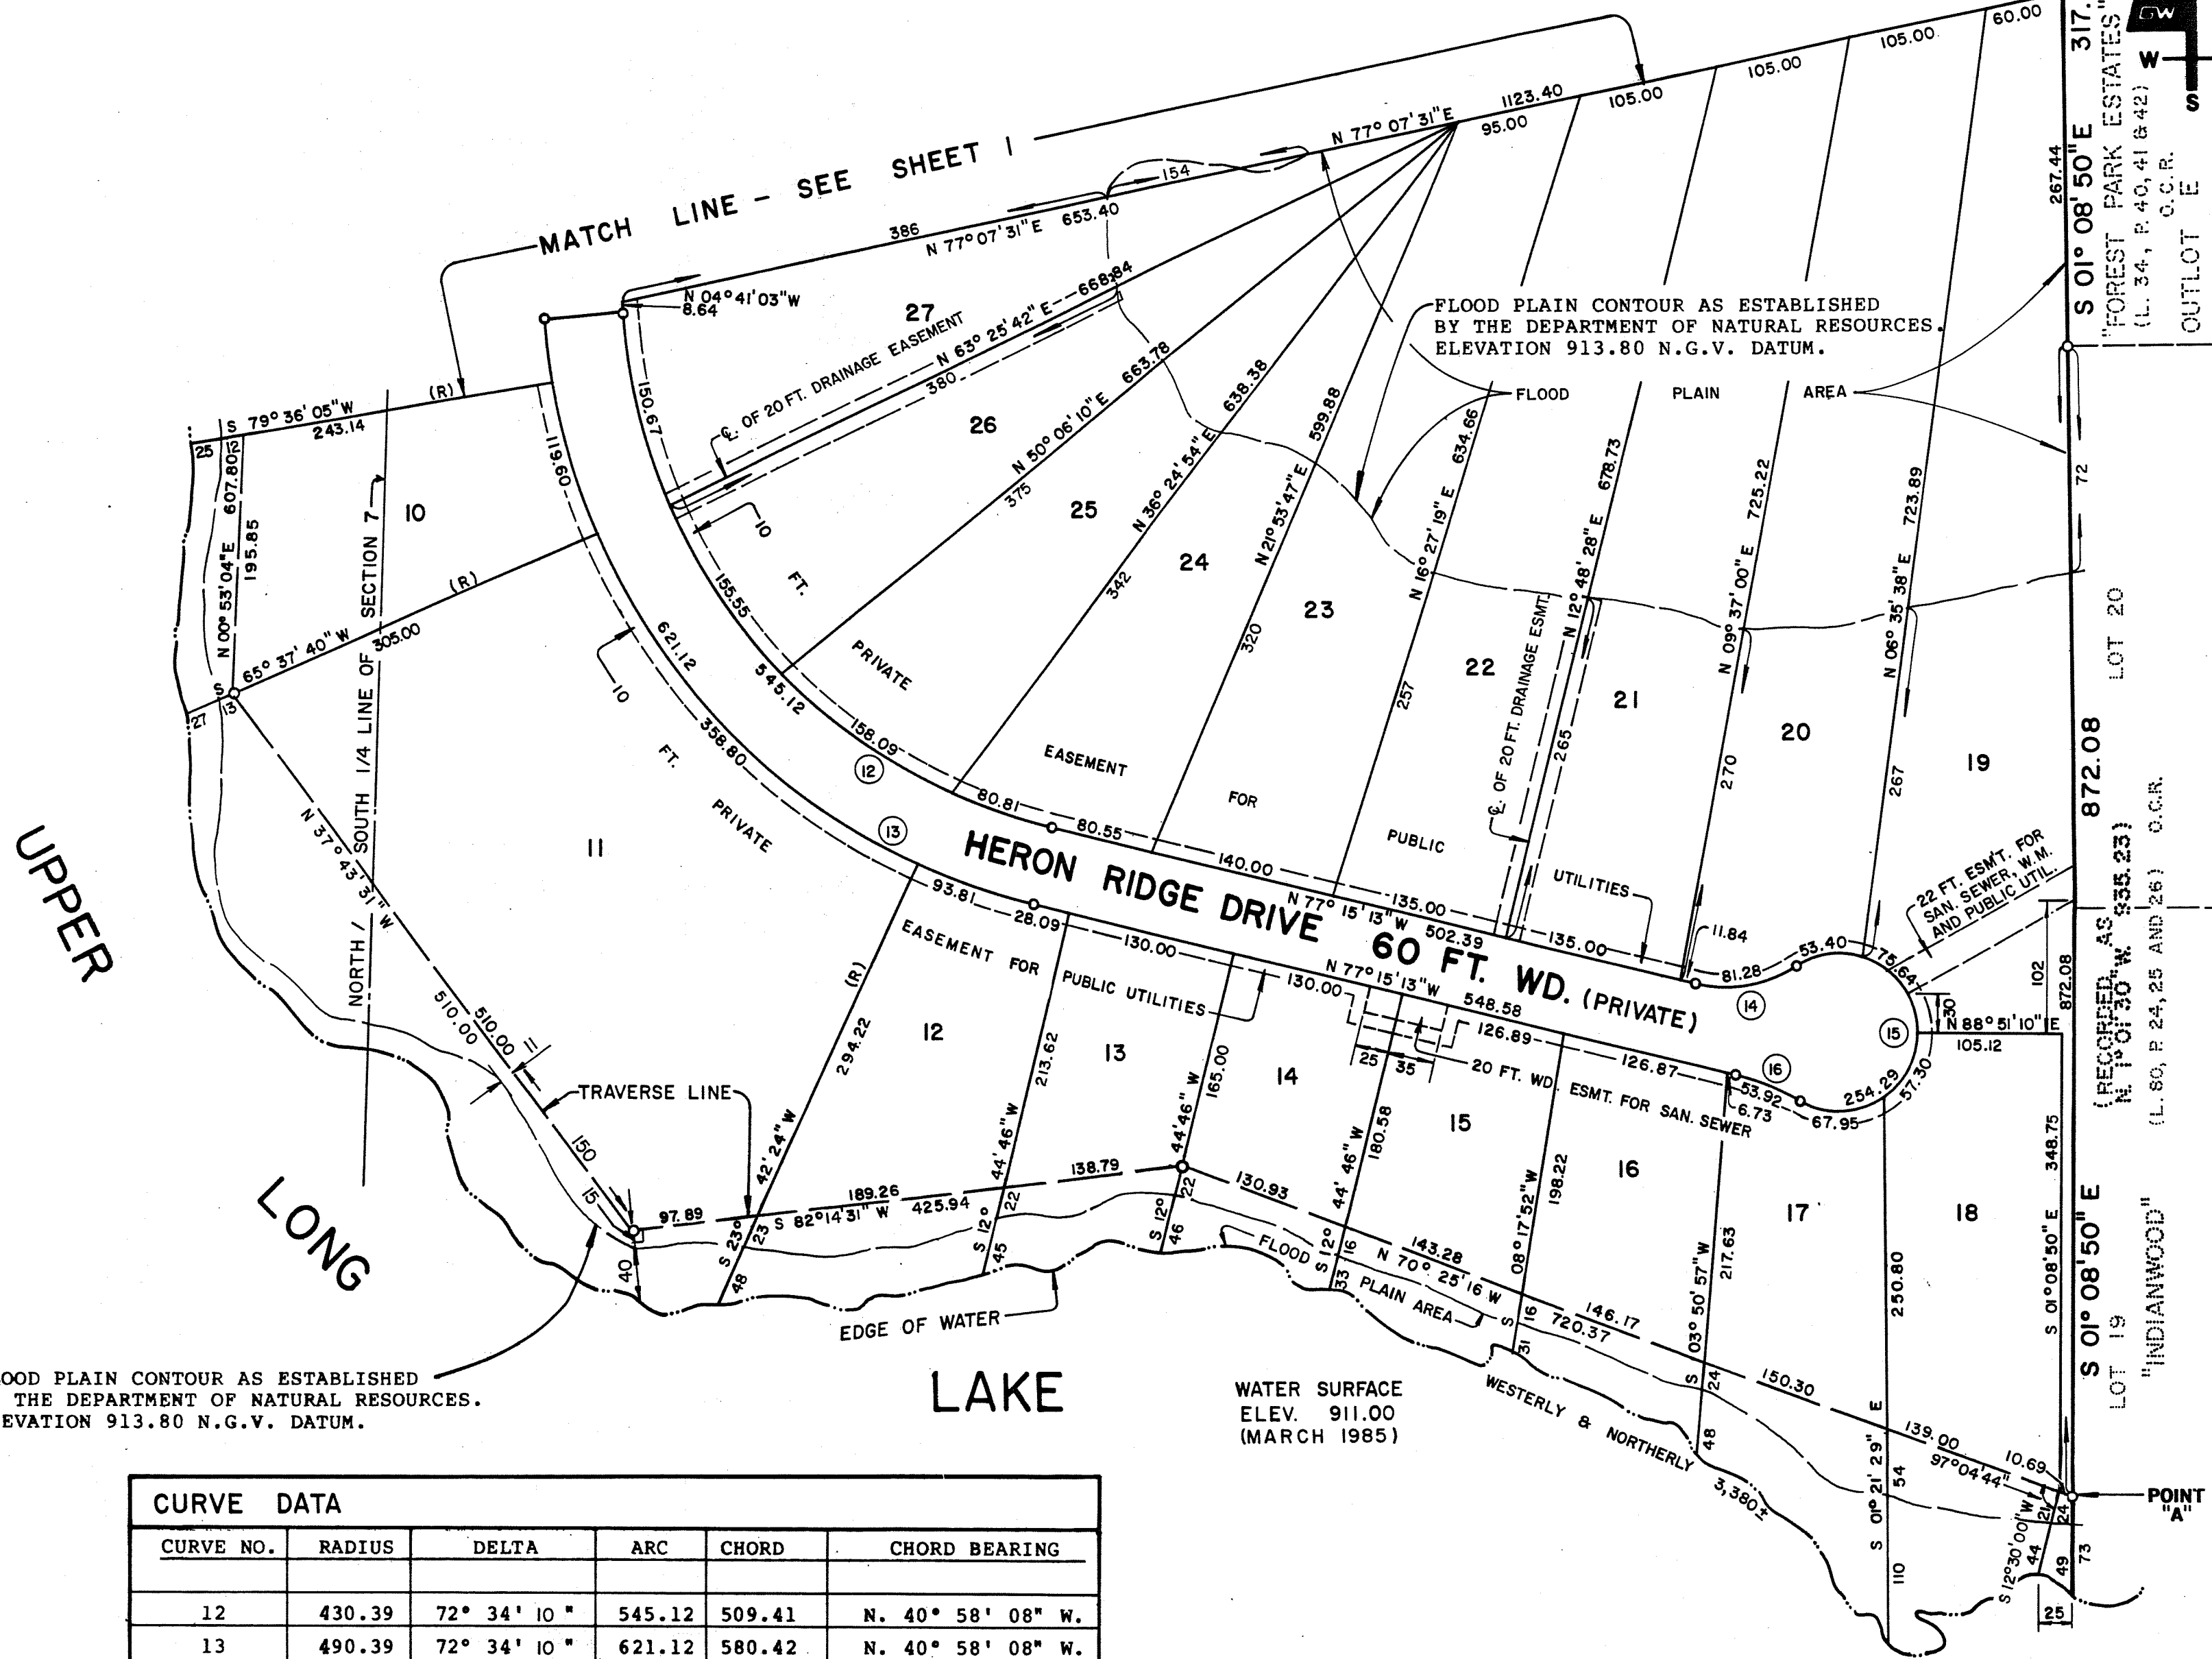 MATCH LINE - SEE SHEET 1
N 77° 07'31" E
1123.40
95.00
105.00
105.00
105.00
60.00
GW
W
S
317.
S 01° 08' 50" E
267.44
"FOREST PARK ESTATES"
(L. 34, P. 40, 41 & 42)
O.C.R.
OUTLOT E
154
386
N 77° 07'31" E
653.40
N 04° 41' 03" W
8.64
27
℄ OF 20 FT. DRAINAGE EASEMENT
N 63° 25' 42" E
668.84
380
150.67
26
N 50° 06' 10" E
663.78
375
25
N 36° 24' 54" E
638.38
342
24
N 21° 53' 47" E
599.88
320
23
N 16° 27' 19" E
634.66
257
22
℄ OF 20 FT. DRAINAGE ESMT.
N 12° 48' 28" E
678.73
265
21
N 09° 37' 00" E
725.22
270
20
N 06° 35' 38" E
723.89
267
19
FLOOD PLAIN CONTOUR AS ESTABLISHED
BY THE DEPARTMENT OF NATURAL RESOURCES.
ELEVATION 913.80 N.G.V. DATUM.
FLOOD PLAIN AREA
72
LOT 20
872.08
(RECORDED AS
N. 1° 01' 30" W.
(L. 80, P. 24, 25 AND 26) O.C.R.
22 FT. ESM'T. FOR
SAN. SEWER, W.M.
AND PUBLIC UTIL.
102
872.08
30
N 88° 51' 10" E
105.12
S 79° 36' 05" W
243.14
(R)
25
12
607.80
N 00° 53' 04" E
195.85
10
119.60
NORTH / SOUTH 1/4 LINE OF SECTION 7
S 65° 37' 40" W
305.00
(R)
27
13
10 FT. PRIVATE EASEMENT FOR PUBLIC UTILITIES
155.55
545.12
158.09
12
80.81
80.55
140.00
135.00
135.00
11.84
N 77° 15' 13" W
502.39
81.28
53.40
75.64
14
15
621.12
358.80
13
93.81
28.09
10 FT. PRIVATE EASEMENT FOR PUBLIC UTILITIES
HERON RIDGE DRIVE 60 FT. WD. (PRIVATE)
130.00
130.00
N 77° 15' 13" W
548.58
126.89
126.87
25
35
20 FT. WD. ESMT. FOR SAN. SEWER
16
53.92
6.73
67.95
254.29
57.30
11
N 37° 43' 31" W
510.00
510.00
11
150
15
TRAVERSE LINE
40
97.89
189.26
138.79
S 82° 14' 31" W
425.94
S 23° 42' 24" W
294.22
(R)
23
48
12
S 12° 44' 46" W
213.62
22
45
13
S 12° 44' 46" W
165.00
22
46
14
S 12° 44' 46" W
180.58
16
33
15
S 08° 17' 52" W
198.22
16
31
16
S 03° 50' 57" W
217.63
24
48
17
250.80
S 01° 21' 29" E
54
110
18
S 01° 08' 50" E
348.75
130.93
143.28
N 70° 25' 16 W
146.17
720.37
150.30
139.00
97° 04' 44"
10.69
FLOOD PLAIN AREA
EDGE OF WATER
WESTERLY & NORTHERLY 3,380±
S 12° 30' 00" W
21
24
44
49
73
25
POINT
"A"
S 01° 08' 50" E
LOT 19
"INDIANWOOD"
UPPER
LONG
LAKE
WATER SURFACE
ELEV. 911.00
(MARCH 1985)
OOD PLAIN CONTOUR AS ESTABLISHED
THE DEPARTMENT OF NATURAL RESOURCES.
EVATION 913.80 N.G.V. DATUM.
CURVE DATA
CURVE NO. RADIUS DELTA ARC CHORD CHORD BEARING
12 430.39 72° 34' 10" 545.12 509.41 N. 40° 58' 08" W.
13 490.39 72° 34' 10" 621.12 580.42 N. 40° 58' 08" W.